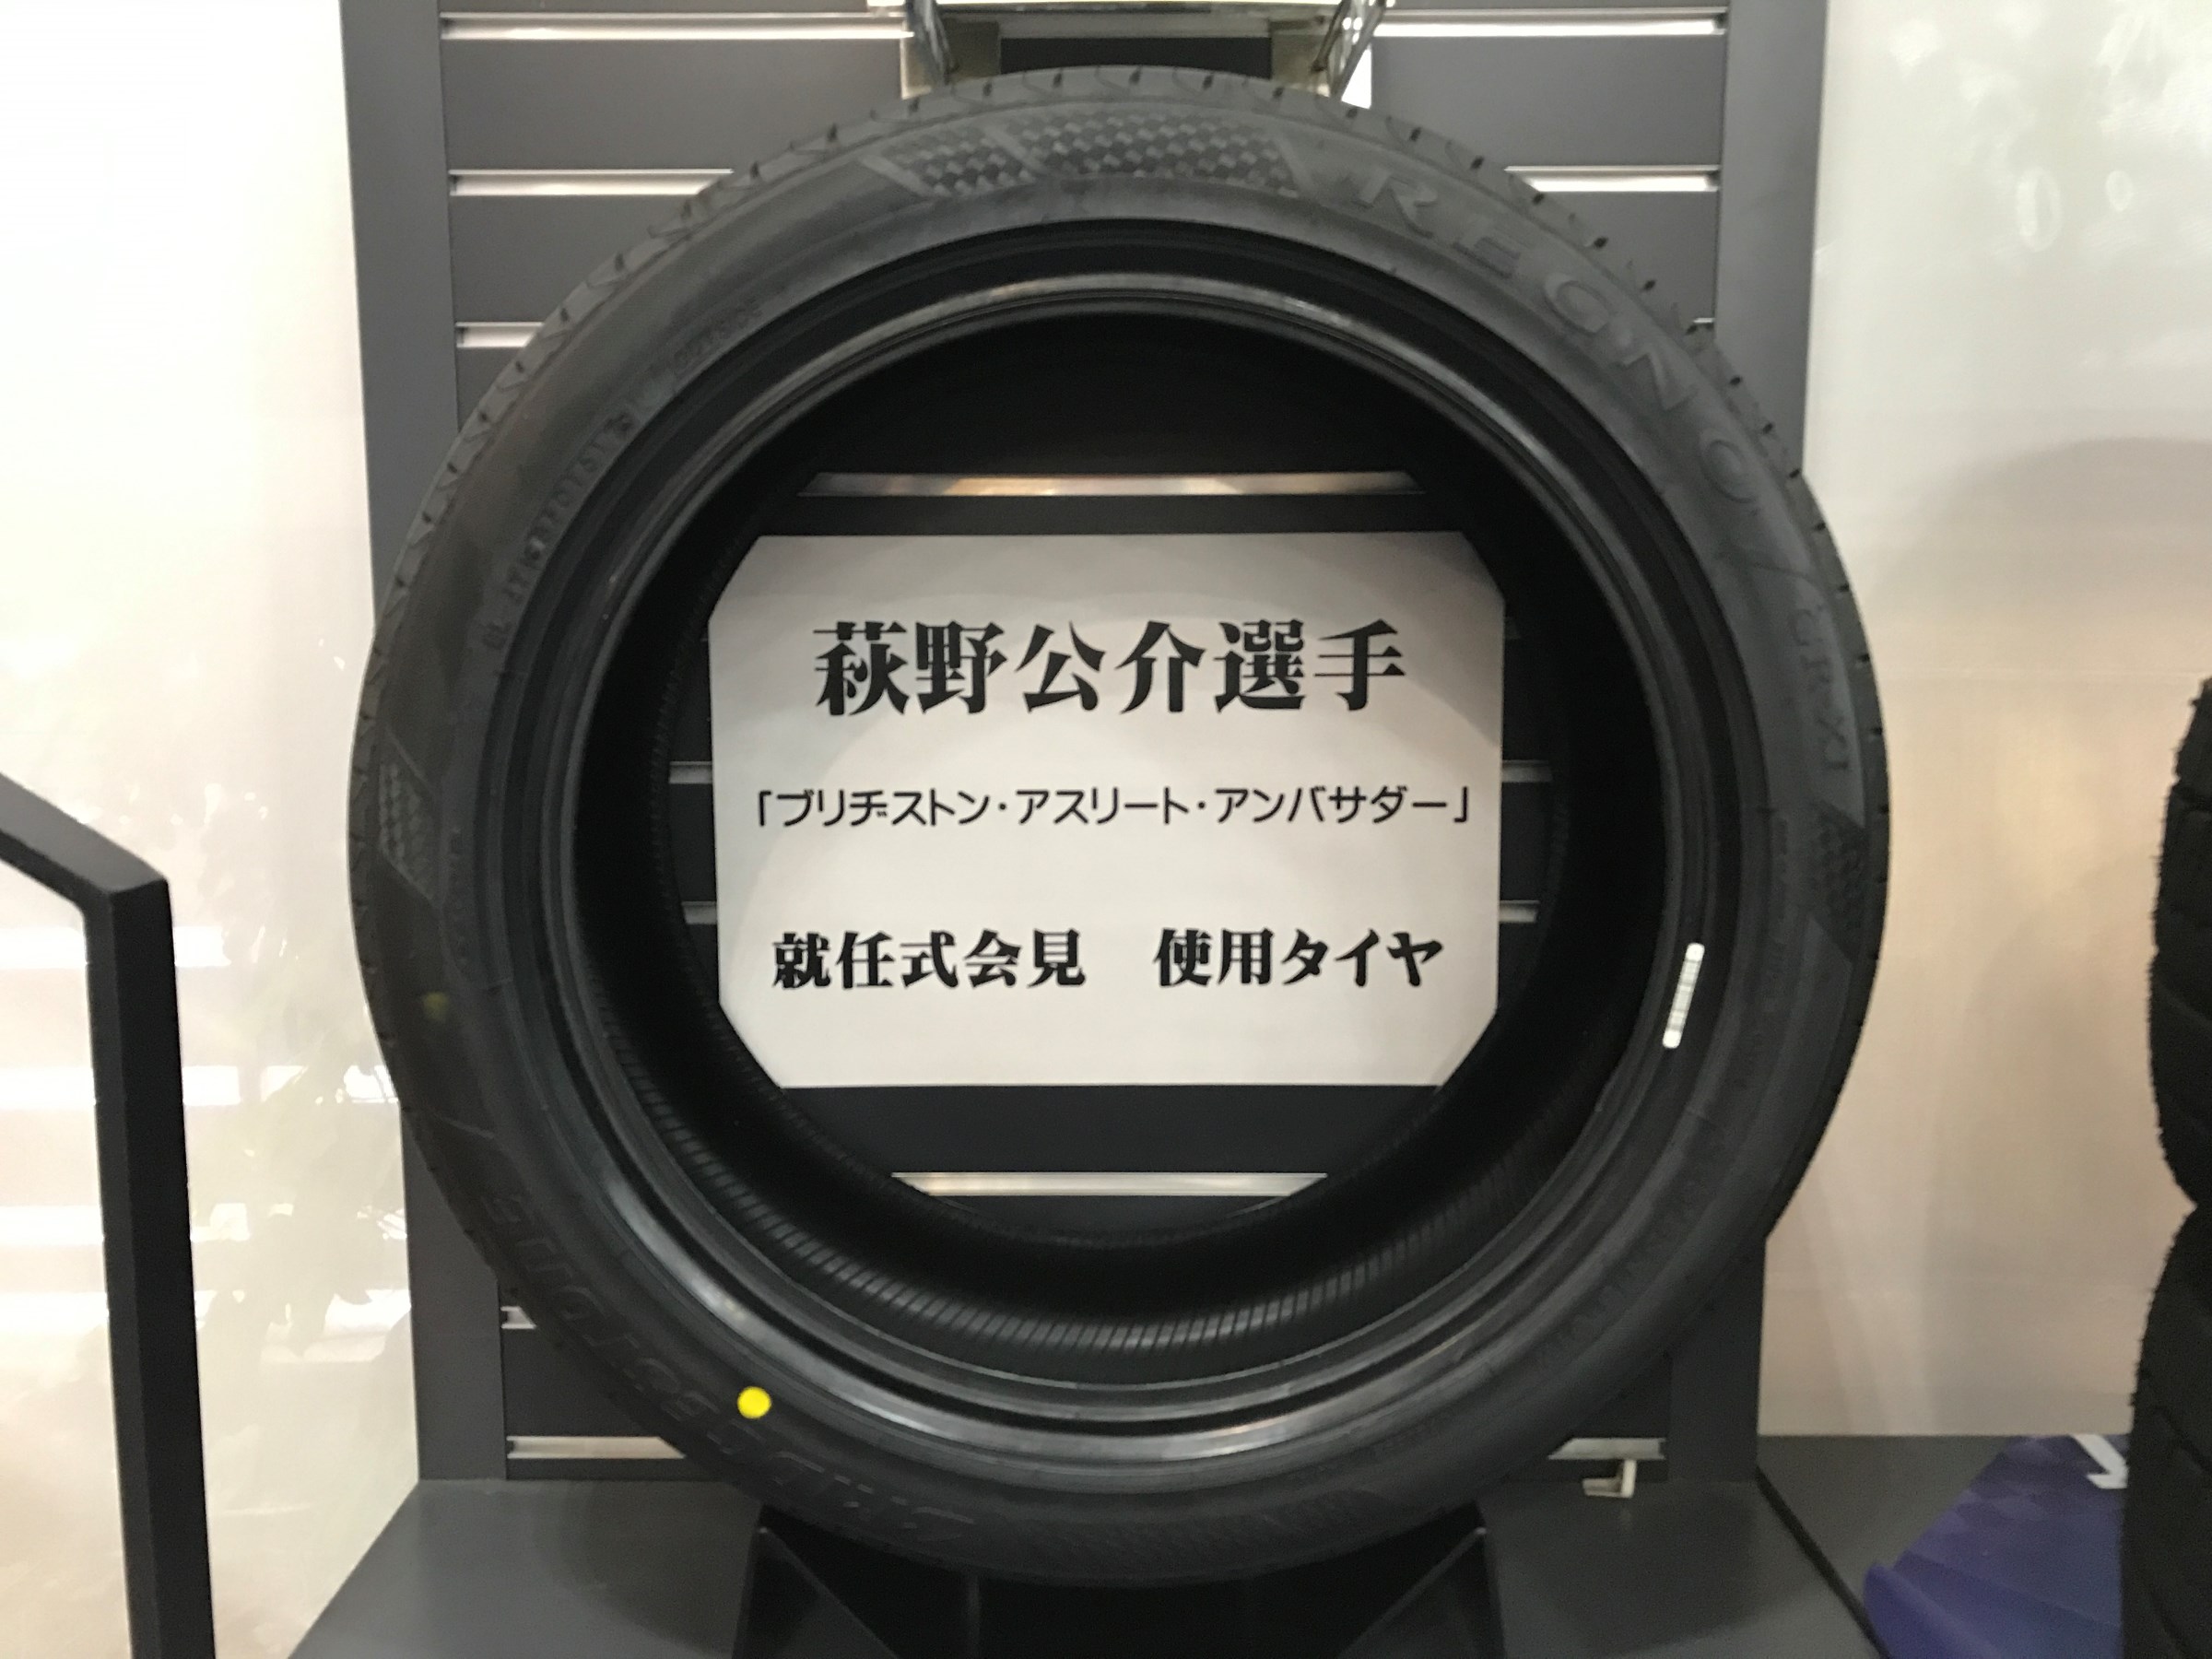 REGNO
GRX1
萩野公介選手
「ブリヂストン・アスリート・アンバサダー」
就任式会見　使用タイヤ